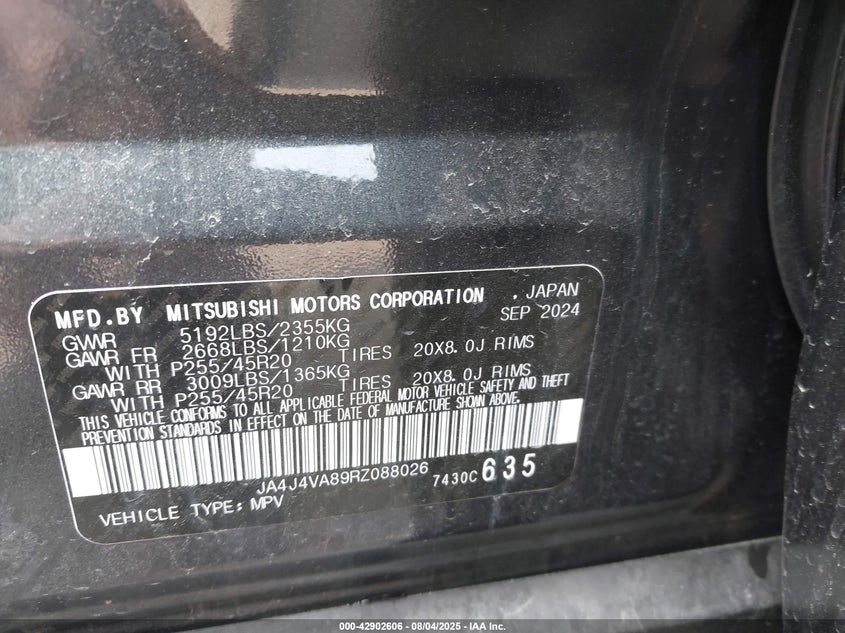 MFD.BY MITSUBISHI MOTORS CORPORATION . JAPAN
SEP 2024
GVWR 5192LBS/2355KG
GAWR FR 2668LBS/1210KG
WITH P255/45R20 TIRES 20X8.0J RIMS
GAWR RR 3009LBS/1365KG
WITH P255/45R20 TIRES 20X8.0J RIMS
THIS VEHICLE CONFORMS TO ALL APPLICABLE FEDERAL MOTOR VEHICLE SAFETY AND THEFT
PREVENTION STANDARDS IN EFFECT ON THE DATE OF MANUFACTURE SHOWN ABOVE.
JA4J4VA89RZ088026 7430C 635
VEHICLE TYPE: MPV
000-42902606 - 08/04/2025 - IAA Inc.